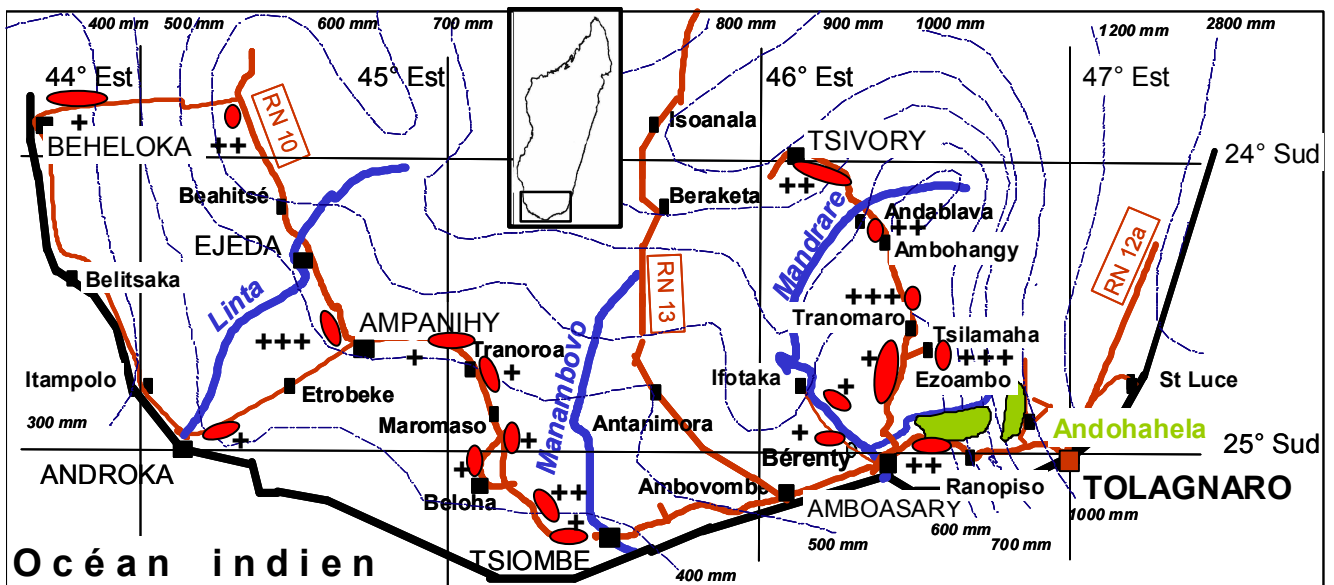 400 mm 500 mm 600 mm 700 mm 800 mm 900 mm 1000 mm 1200 mm 2800 mm
44° Est 45° Est 46° Est 47° Est
RN 10
+
BEHELOKA
++
Isoanala
TSIVORY
24° Sud
++
Beahitsé
Beraketa
Andablava
++
Ambohangy
EJEDA
Mandrare
RN 12a
Belitsaka
Linta
RN 13
+++
Tranomaro
AMPANIHY
+++
+
Tsilamaha
+++
Tranoroa
+
Manambovo
Itampolo
Etrobeke
Ifotaka
+
Ezoambo
St Luce
300 mm
Maromaso
Antanimora
+
Andohahela
+
+
25° Sud
ANDROKA
+
Bérenty
++
Beloha
++
Ambovombe
Ranopiso
TOLAGNARO
AMBOASARY
+
1000 mm
600 mm
500 mm
700 mm
Océan indien
TSIOMBE
400 mm